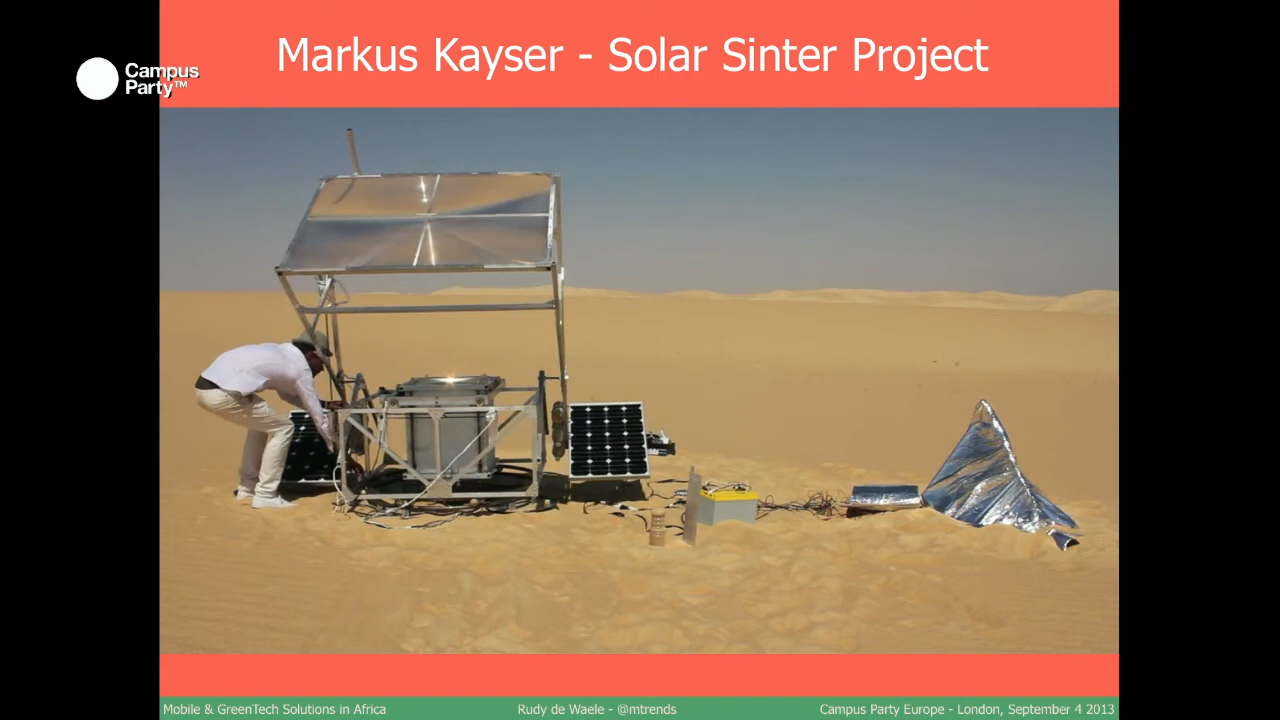 Markus Kayser - Solar Sinter Project
Campus
Party™
Mobile & GreenTech Solutions in Africa
Rudy de Waele - @mtrends
Campus Party Europe - London, September 4 2013